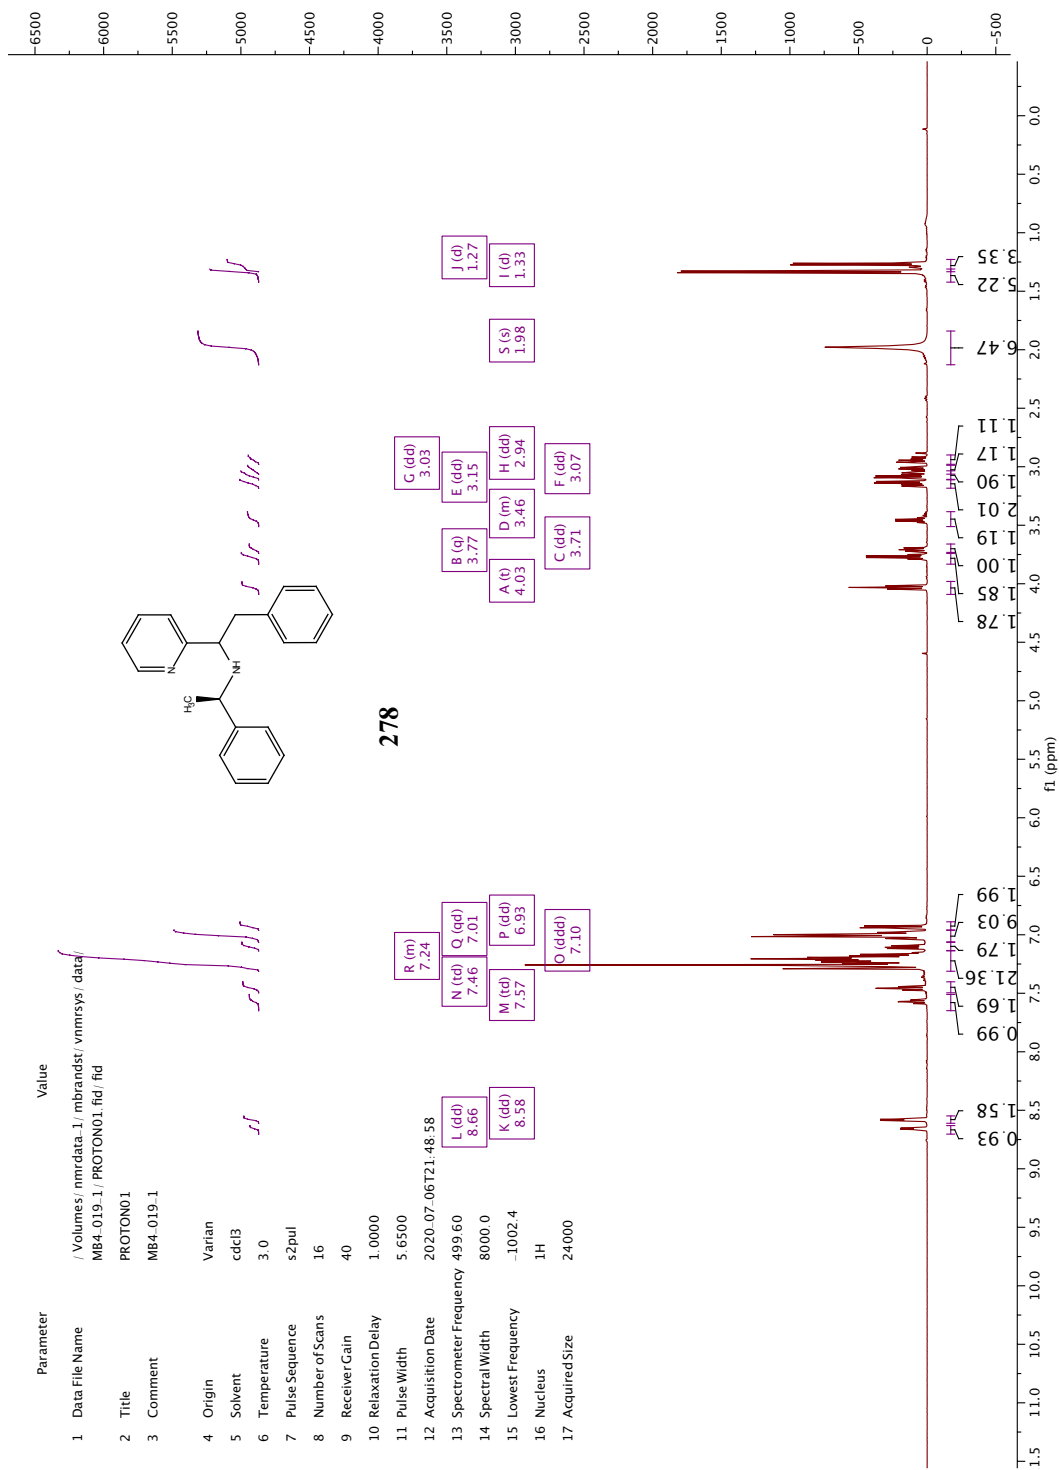 Parameter Value
1 Data File Name / Volumes/ nmrdata_1/ mbrandst/ vnmrsys/ data/
MB4-019-1/ PROTON01.fid/ fid
2 Title PROTON01
3 Comment MB4-019-1
4 Origin Varian
5 Solvent cdcl3
6 Temperature 3.0
7 Pulse Sequence s2pul
8 Number of Scans 16
9 Receiver Gain 40
10 Relaxation Delay 1.0000
11 Pulse Width 5.6500
12 Acquisition Date 2020-07-06T21:48:58
13 Spectrometer Frequency 499.60
14 Spectral Width 8000.0
15 Lowest Frequency -1002.4
16 Nucleus 1H
17 Acquired Size 24000
H3C
N
NH
278
R (m)
7.24
G (dd)
3.03
L (dd)
8.66
N (td)
7.46
Q (qd)
7.01
B (q)
3.77
E (dd)
3.15
J (d)
1.27
K (dd)
8.58
M (td)
7.57
P (dd)
6.93
A (t)
4.03
D (m)
3.46
H (dd)
2.94
S (s)
1.98
I (d)
1.33
O (ddd)
7.10
C (dd)
3.71
F (dd)
3.07
6500
6000
5500
5000
4500
4000
3500
3000
2500
2000
1500
1000
500
0
-500
0.93
1.58
0.99
1.69
21.36
1.79
9.03
1.99
1.78
1.85
1.00
1.19
2.01
1.90
1.17
1.11
6.47
5.22
3.35
1.5 11.0 10.5 10.0 9.5 9.0 8.5 8.0 7.5 7.0 6.5 6.0 5.5 5.0 4.5 4.0 3.5 3.0 2.5 2.0 1.5 1.0 0.5 0.0
f1 (ppm)